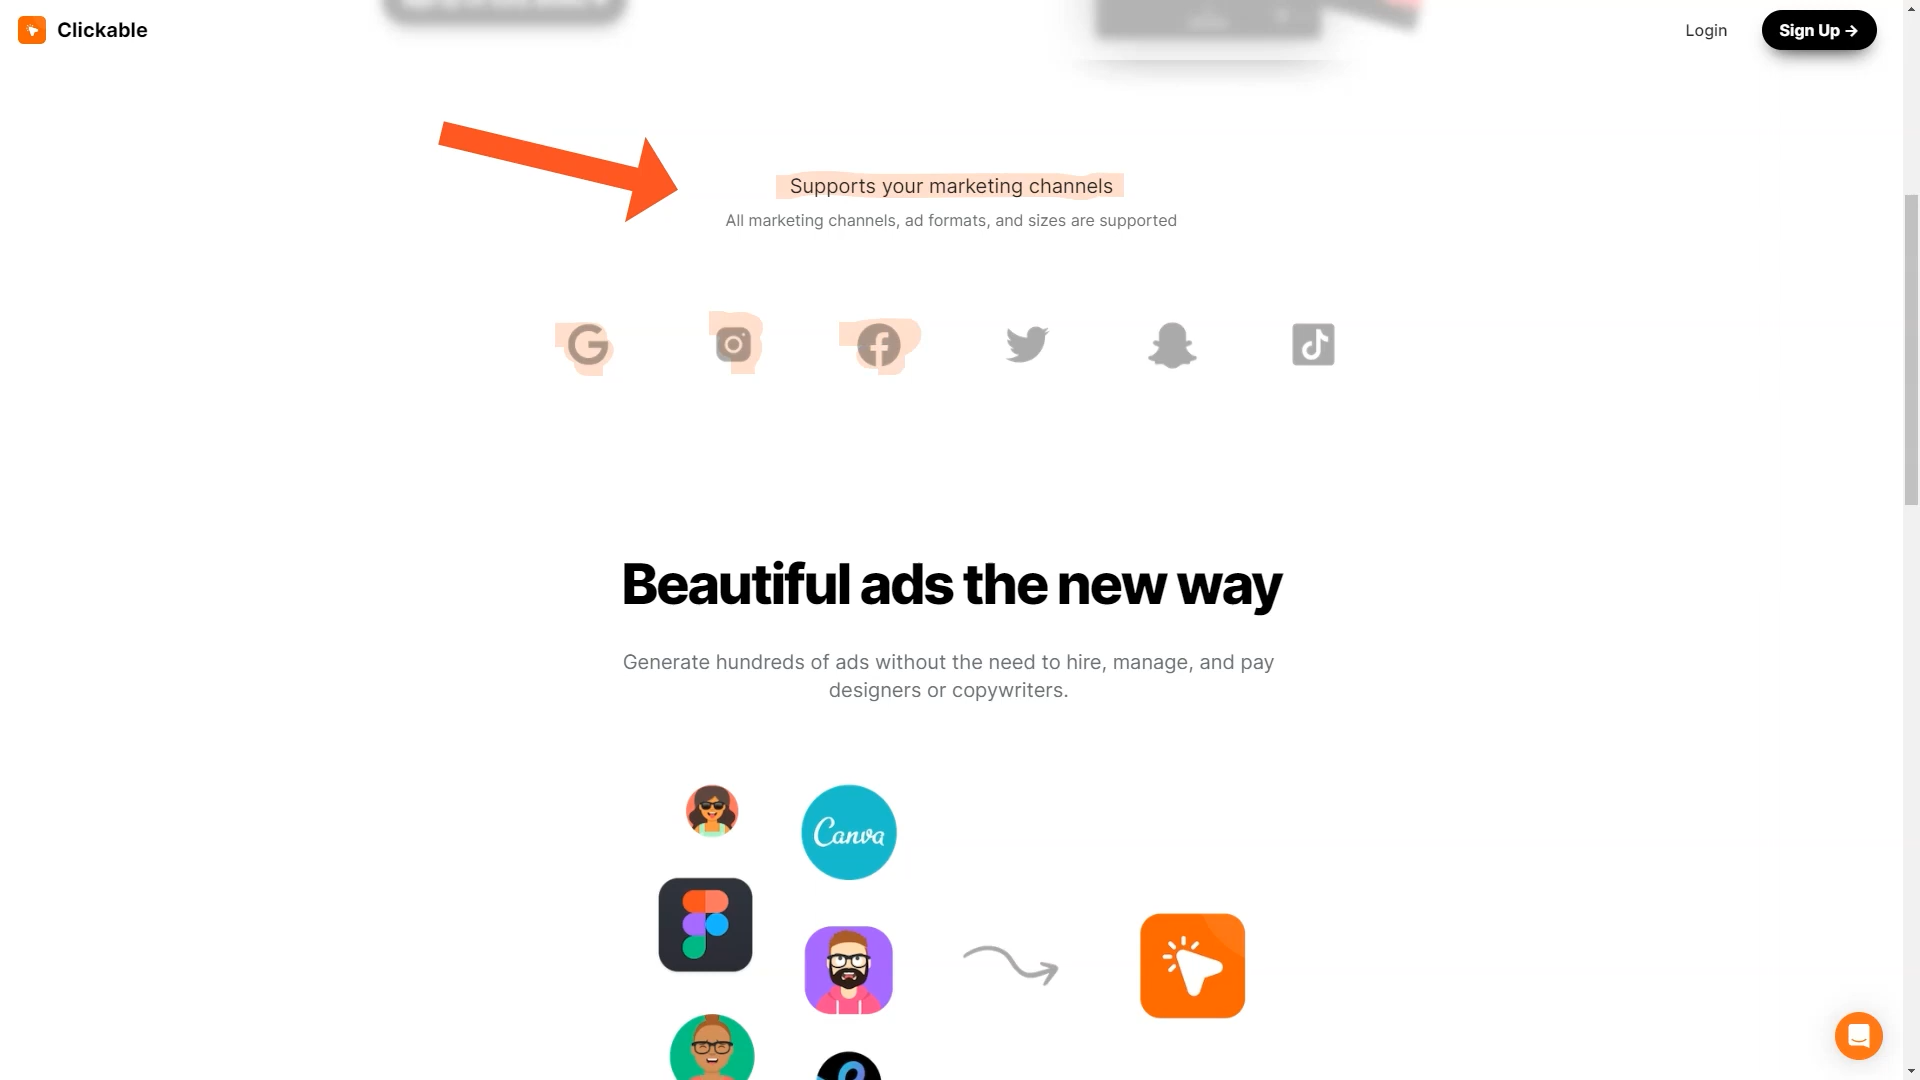 Clickable
Login
Sign Up →
Supports your marketing channels
All marketing channels, ad formats, and sizes are supported
Beautiful ads the new way
Generate hundreds of ads without the need to hire, manage, and pay
designers or copywriters.
Canva